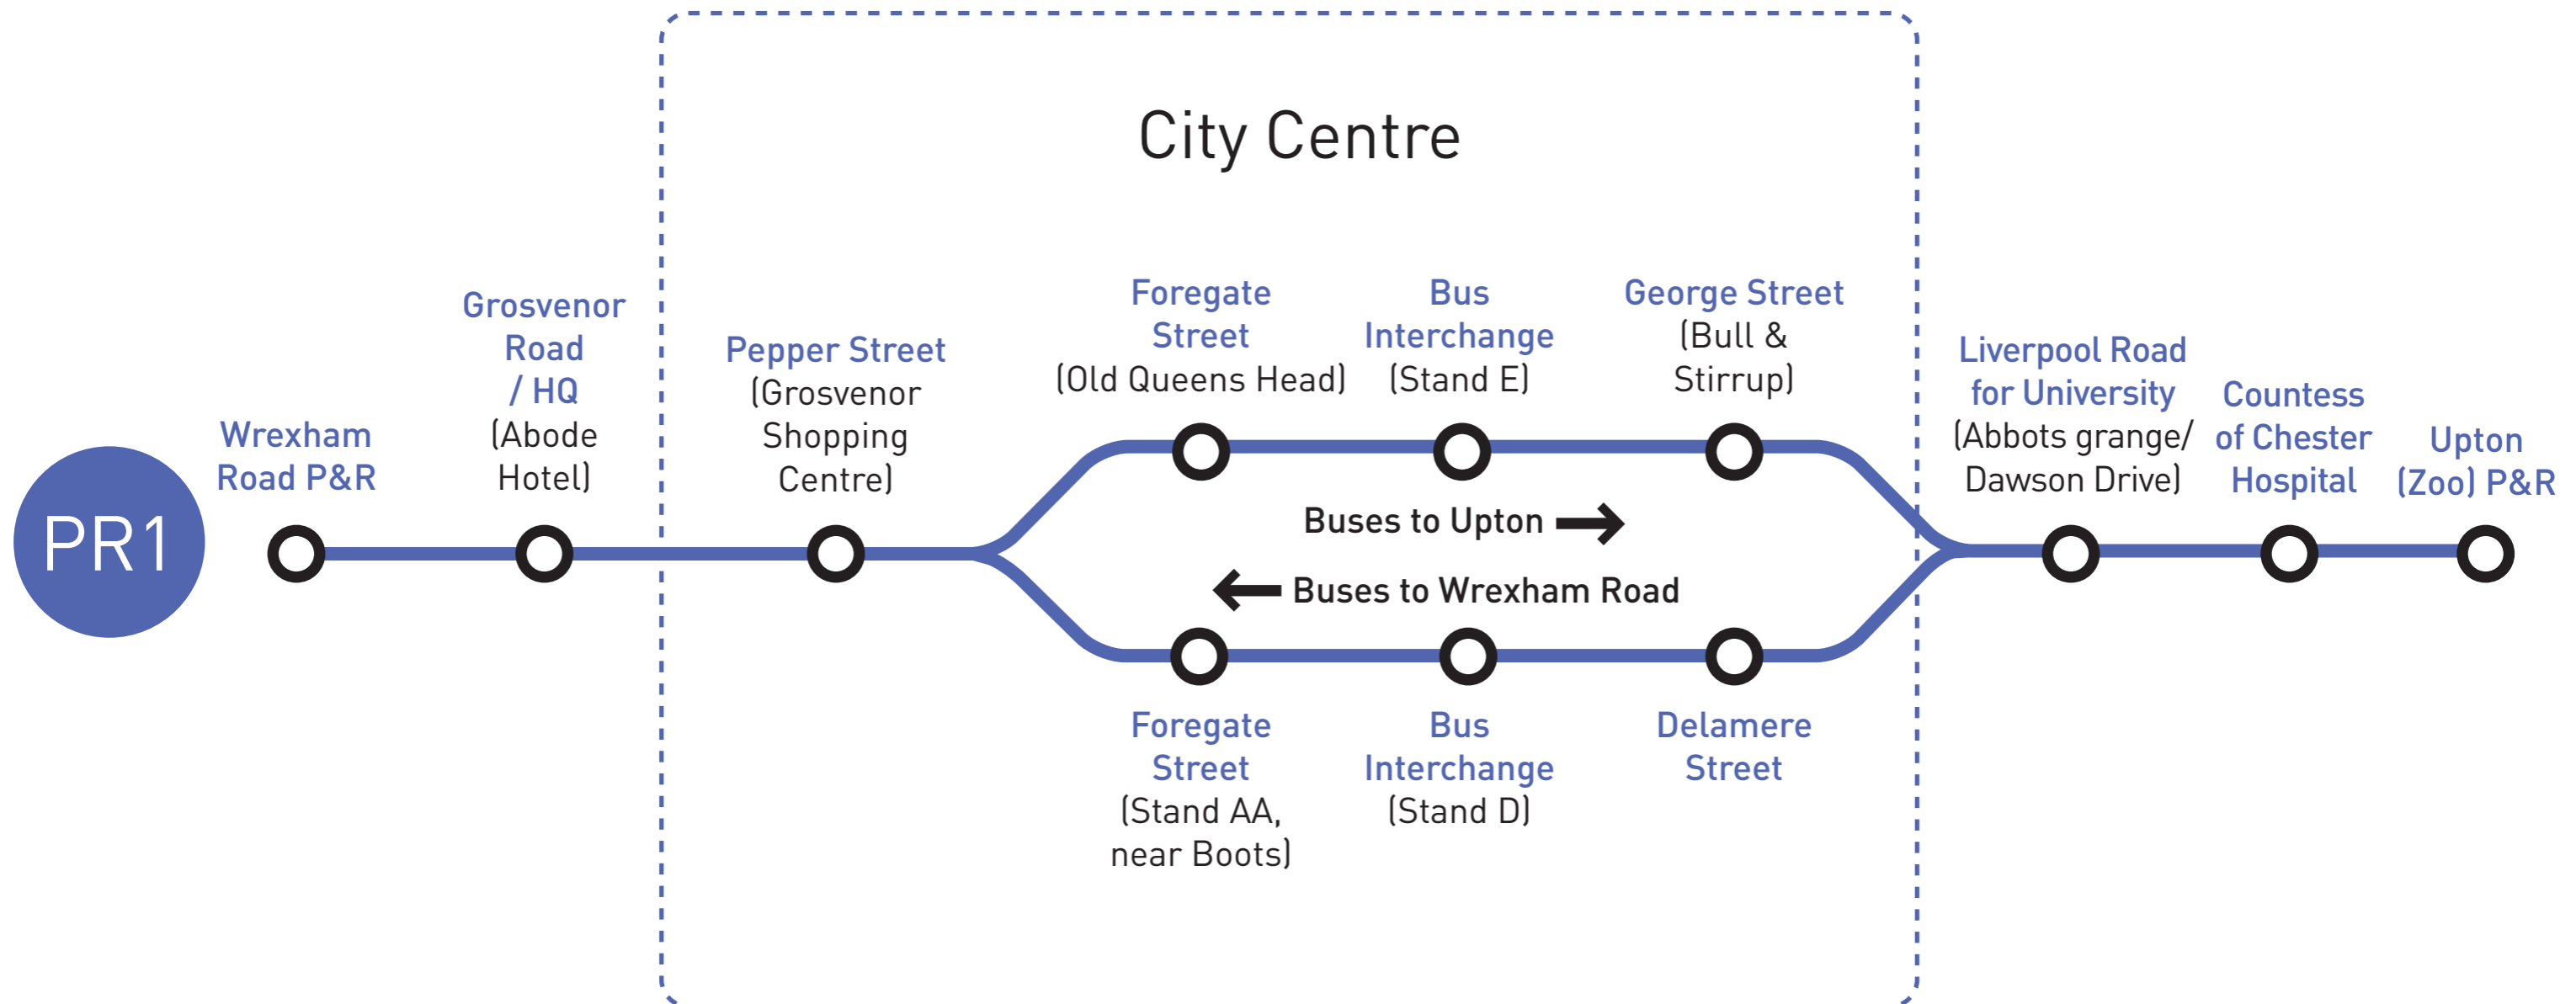 City Centre
PR1
Wrexham
Road P&R
Grosvenor
Road
/ HQ
(Abode
Hotel)
Pepper Street
(Grosvenor
Shopping
Centre)
Foregate
Street
(Old Queens Head)
Bus
Interchange
(Stand E)
George Street
(Bull &
Stirrup)
Buses to Upton
Buses to Wrexham Road
Foregate
Street
(Stand AA,
near Boots)
Bus
Interchange
(Stand D)
Delamere
Street
Liverpool Road
for University
(Abbots grange/
Dawson Drive)
Countess
of Chester
Hospital
Upton
(Zoo) P&R